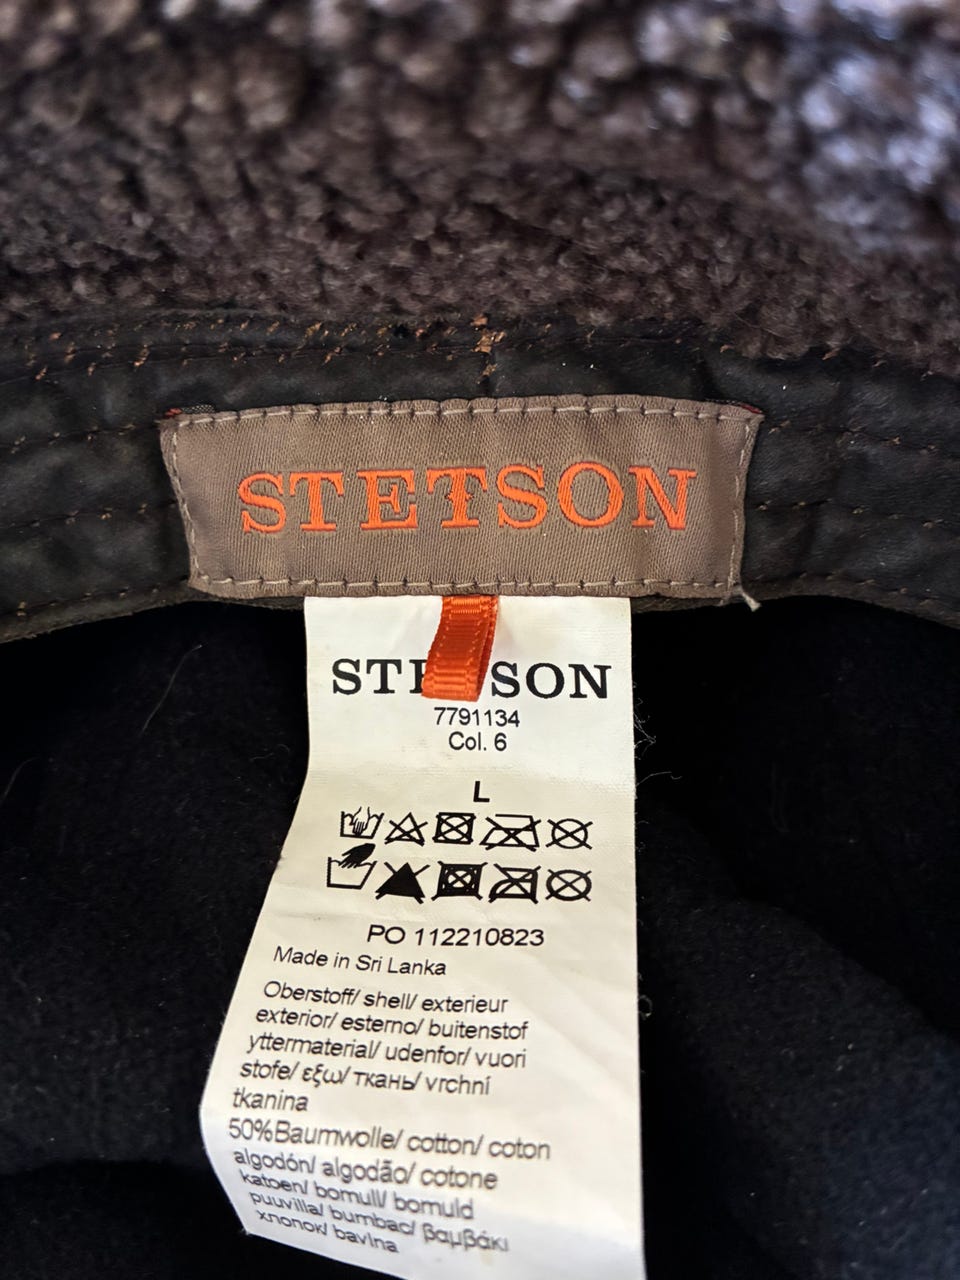 STETSON
STETSON
7791134
Col. 6
L
PO 112210823
Made in Sri Lanka
Oberstoff/ shell/ exterieur
exterior/ esterno/ buitenstof
yttermaterial/ udenfor/ vuori
stofe/ εξω/ ткань/ vrchní
tkanina
50%Baumwolle/ cotton/ coton
algodón/ algodão/ cotone
katoen/ bomull/ bomuld
puuvilla/ bumbac/ βαμβάκι
хлопок/ bavlna